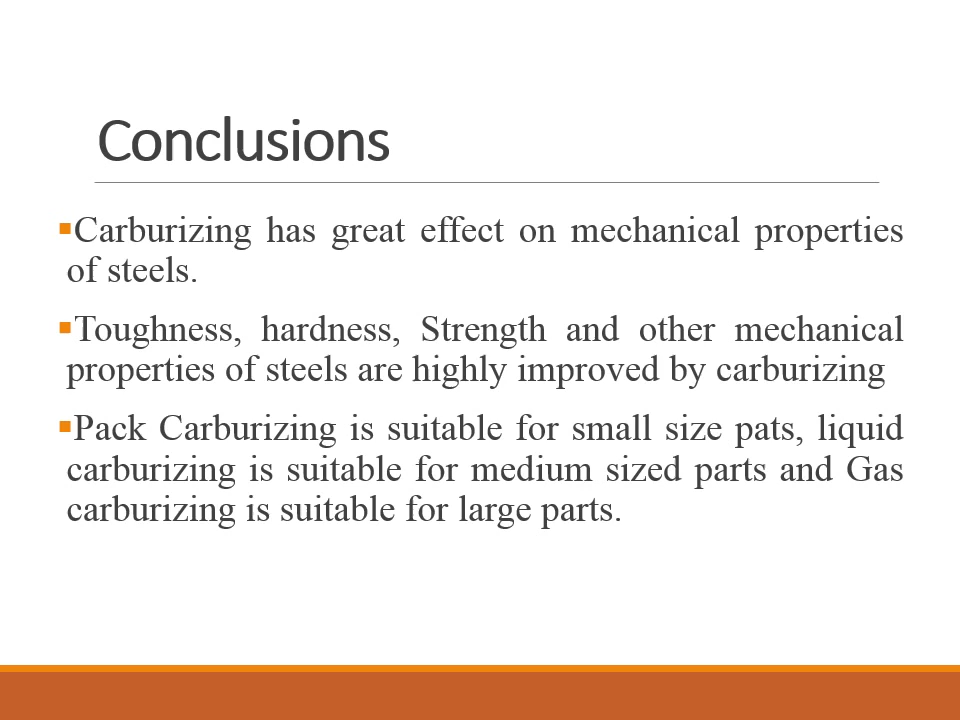 Conclusions
▪Carburizing has great effect on mechanical properties
of steels.
▪Toughness, hardness, Strength and other mechanical
properties of steels are highly improved by carburizing
▪Pack Carburizing is suitable for small size pats, liquid
carburizing is suitable for medium sized parts and Gas
carburizing is suitable for large parts.